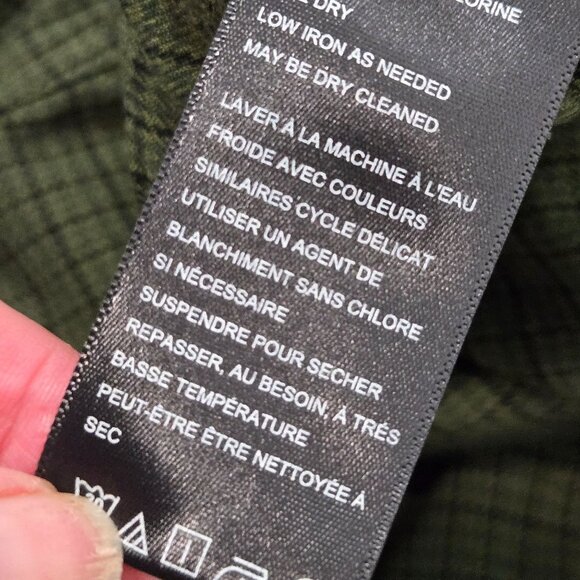 DRY
LOW IRON AS NEEDED
MAY BE DRY CLEANED
LAVER À LA MACHINE À L'EAU
FROIDE AVEC COULEURS
SIMILAIRES CYCLE DÉLICAT
UTILISER UN AGENT DE
BLANCHIMENT SANS CHLORE
SI NÉCESSAIRE
SUSPENDRE POUR SECHER
REPASSER, AU BESOIN, À TRÉS
BASSE TEMPÉRATURE
PEUT-ÊTRE ÊTRE NETTOYÉE À
SEC